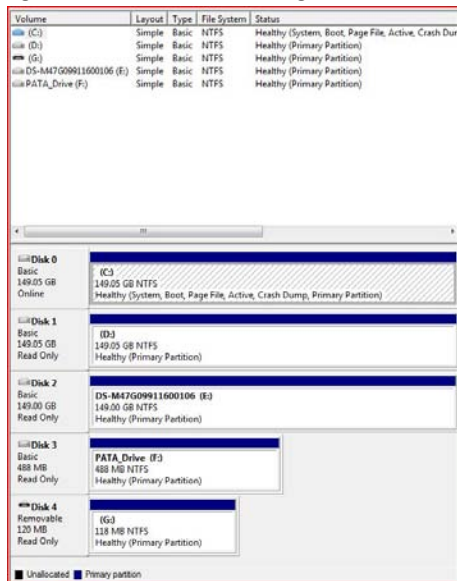 Volume Layout Type File System Status
(C:) Simple Basic NTFS Healthy (System, Boot, Page File, Active, Crash Dur
(D:) Simple Basic NTFS Healthy (Primary Partition)
(G:) Simple Basic NTFS Healthy (Primary Partition)
DS-M47G09911600106 (E:) Simple Basic NTFS Healthy (Primary Partition)
PATA_Drive (F:) Simple Basic NTFS Healthy (Primary Partition)
Disk 0
Basic
149.05 GB
Online
(C:)
149.05 GB NTFS
Healthy (System, Boot, Page File, Active, Crash Dump, Primary Partition)
Disk 1
Basic
149.05 GB
Read Only
(D:)
149.05 GB NTFS
Healthy (Primary Partition)
Disk 2
Basic
149.00 GB
Read Only
DS-M47G09911600106 (E:)
149.00 GB NTFS
Healthy (Primary Partition)
Disk 3
Basic
488 MB
Read Only
PATA_Drive (F:)
488 MB NTFS
Healthy (Primary Partition)
Disk 4
Removable
120 MB
Read Only
(G:)
118 MB NTFS
Healthy (Primary Partition)
Unallocated Primary partition